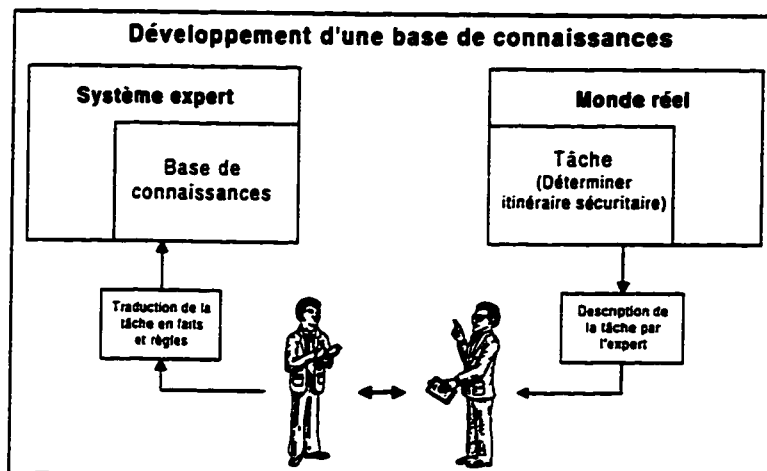 Développement d'une base de connaissances
Système expert
Base de
connaissances
Monde réel
Tâche
(Déterminer
itinéraire sécuritaire)
Traduction de la
tâche en faits
et règles
Description de
la tâche par
l'expert